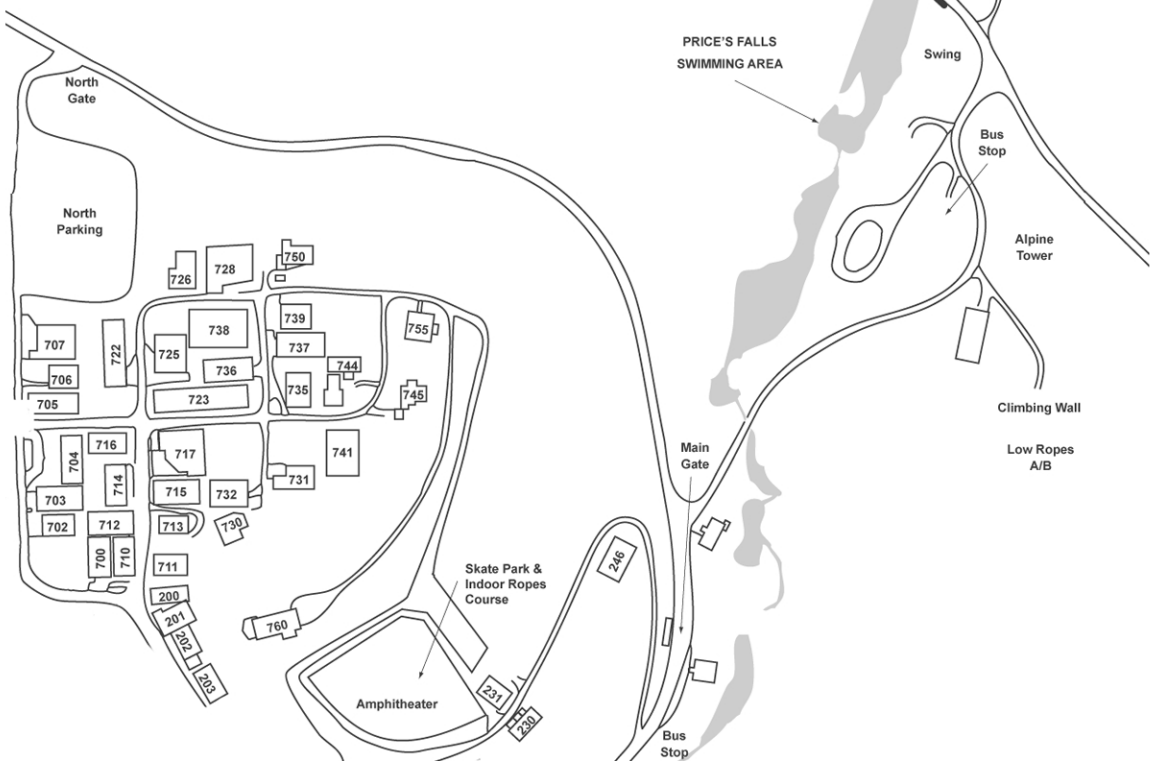 PRICE'S FALLS
SWIMMING AREA
Swing
North
Gate
Bus
Stop
North
Parking
Alpine
Tower
750
728
726
739
738
755
737
707
722
725
736
744
706
735
745
723
705
716
717
741
704
714
731
715
732
703
702
712
713
730
700
710
711
200
201
202
203
760
Main
Gate
Climbing Wall
Low Ropes
A/B
246
Skate Park &
Indoor Ropes
Course
Amphitheater
231
230
Bus
Stop